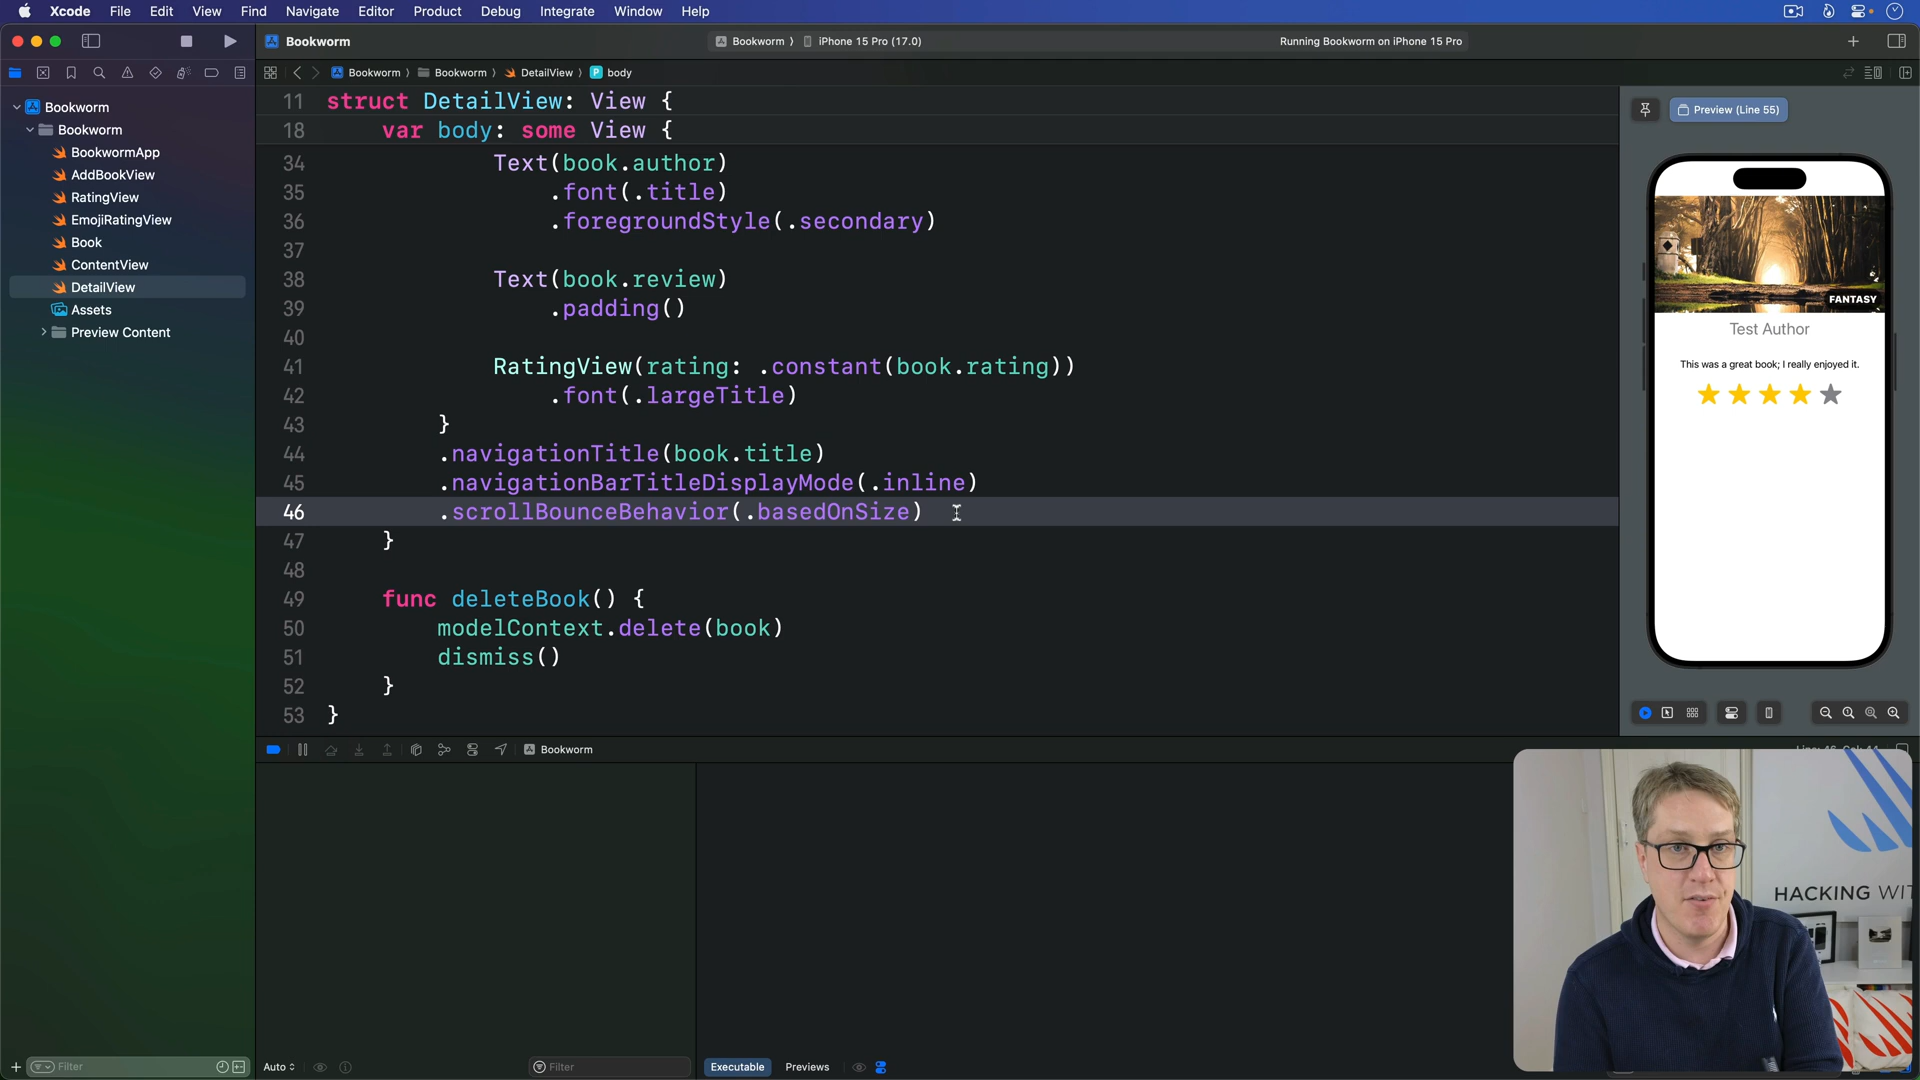 Xcode File Edit View Find Navigate Editor Product Debug Integrate Window Help
Bookworm
Bookworm 〉 iPhone 15 Pro (17.0)
Running Bookworm on iPhone 15 Pro
Bookworm 〉 Bookworm 〉 DetailView 〉 P body
Bookworm
Bookworm
BookwormApp
AddBookView
RatingView
EmojiRatingView
Book
ContentView
DetailView
Assets
Preview Content
11 struct DetailView: View {
18 var body: some View {
34 Text(book.author)
35 .font(.title)
36 .foregroundStyle(.secondary)
37
38 Text(book.review)
39 .padding()
40
41 RatingView(rating: .constant(book.rating))
42 .font(.largeTitle)
43 }
44 .navigationTitle(book.title)
45 .navigationBarTitleDisplayMode(.inline)
46 .scrollBounceBehavior(.basedOnSize)
47 }
48
49 func deleteBook() {
50 modelContext.delete(book)
51 dismiss()
52 }
53 }
Preview (Line 55)
FANTASY
Test Author
This was a great book; I really enjoyed it.
Bookworm
HACKING WIT
Filter
Auto
Filter
Executable Previews